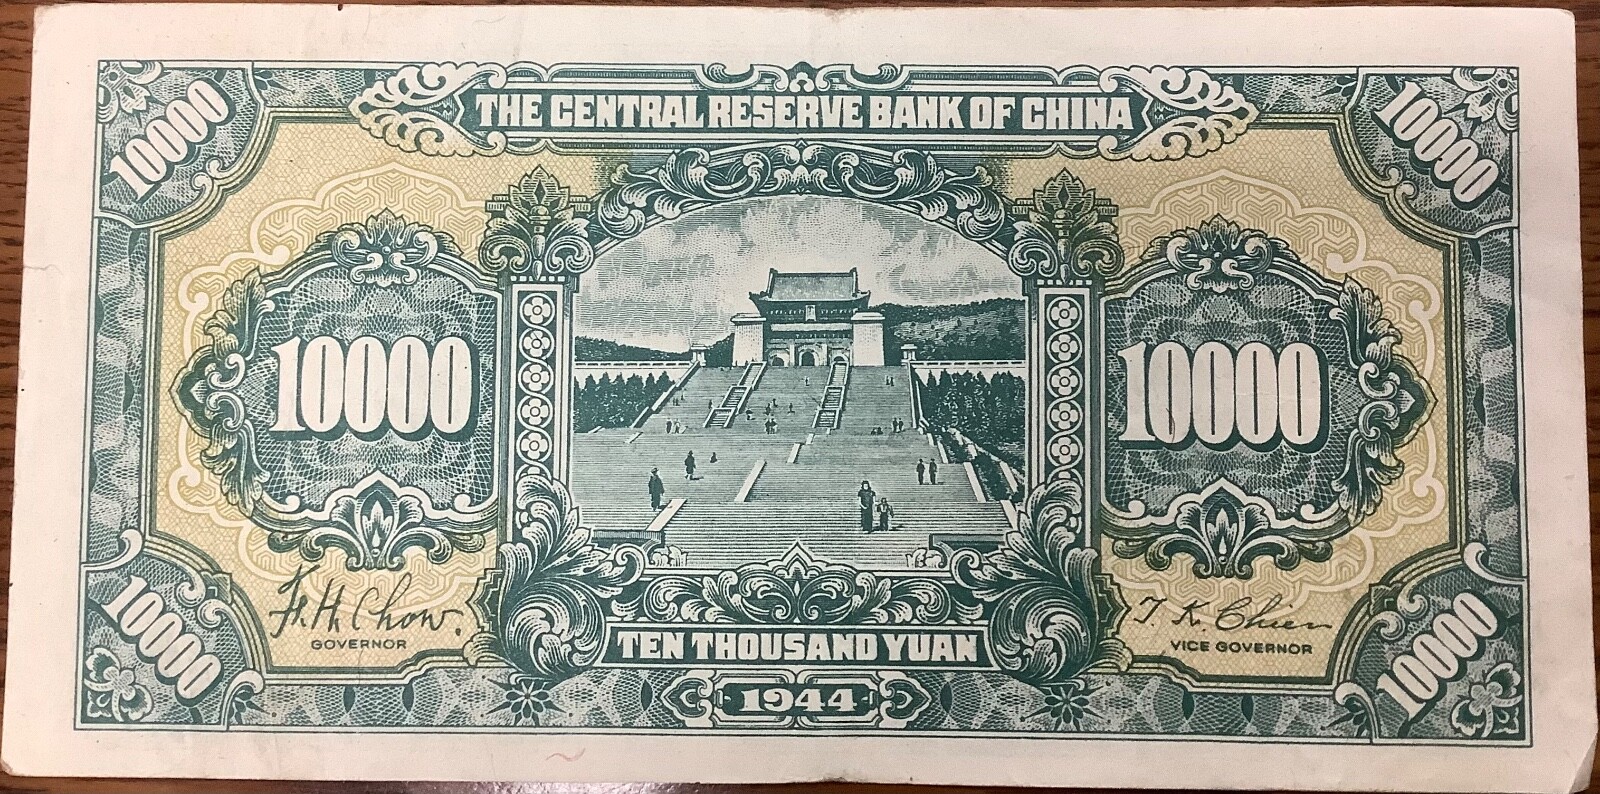 10000
THE CENTRAL RESERVE BANK OF CHINA
10000
10000
10000
F. H. Chow.
GOVERNOR
T. K. Chien
VICE GOVERNOR
10000
TEN THOUSAND YUAN
10000
1944